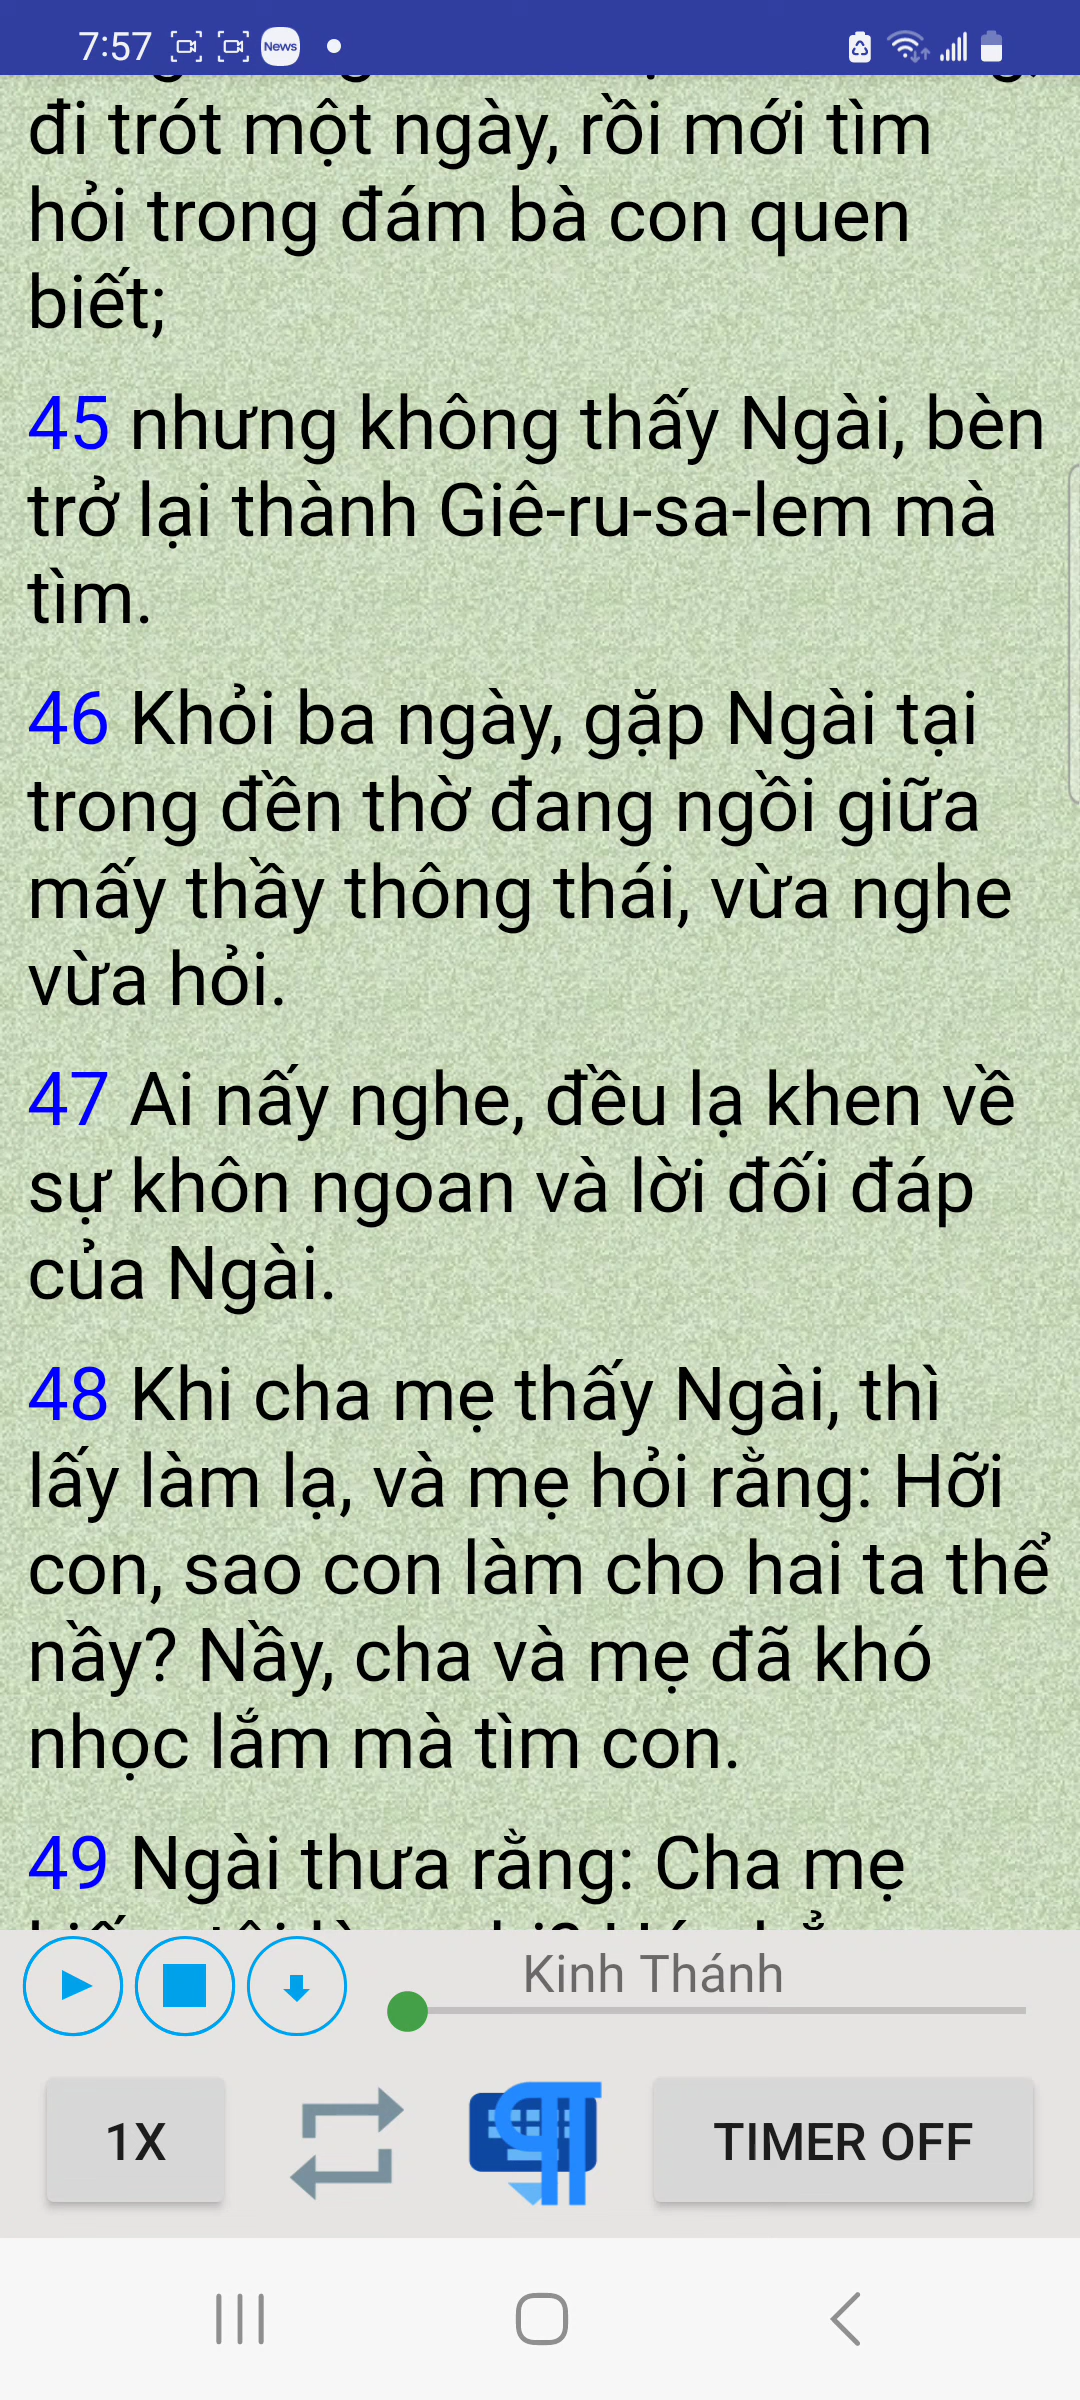 7:57
News
đi trót một ngày, rồi mới tìm
hỏi trong đám bà con quen
biết;
45 nhưng không thấy Ngài, bèn
trở lại thành Giê-ru-sa-lem mà
tìm.
46 Khỏi ba ngày, gặp Ngài tại
trong đền thờ đang ngồi giữa
mấy thầy thông thái, vừa nghe
vừa hỏi.
47 Ai nấy nghe, đều lạ khen về
sự khôn ngoan và lời đối đáp
của Ngài.
48 Khi cha mẹ thấy Ngài, thì
lấy làm lạ, và mẹ hỏi rằng: Hỡi
con, sao con làm cho hai ta thể
nầy? Nầy, cha và mẹ đã khó
nhọc lắm mà tìm con.
49 Ngài thưa rằng: Cha mẹ
Kinh Thánh
1X
TIMER OFF